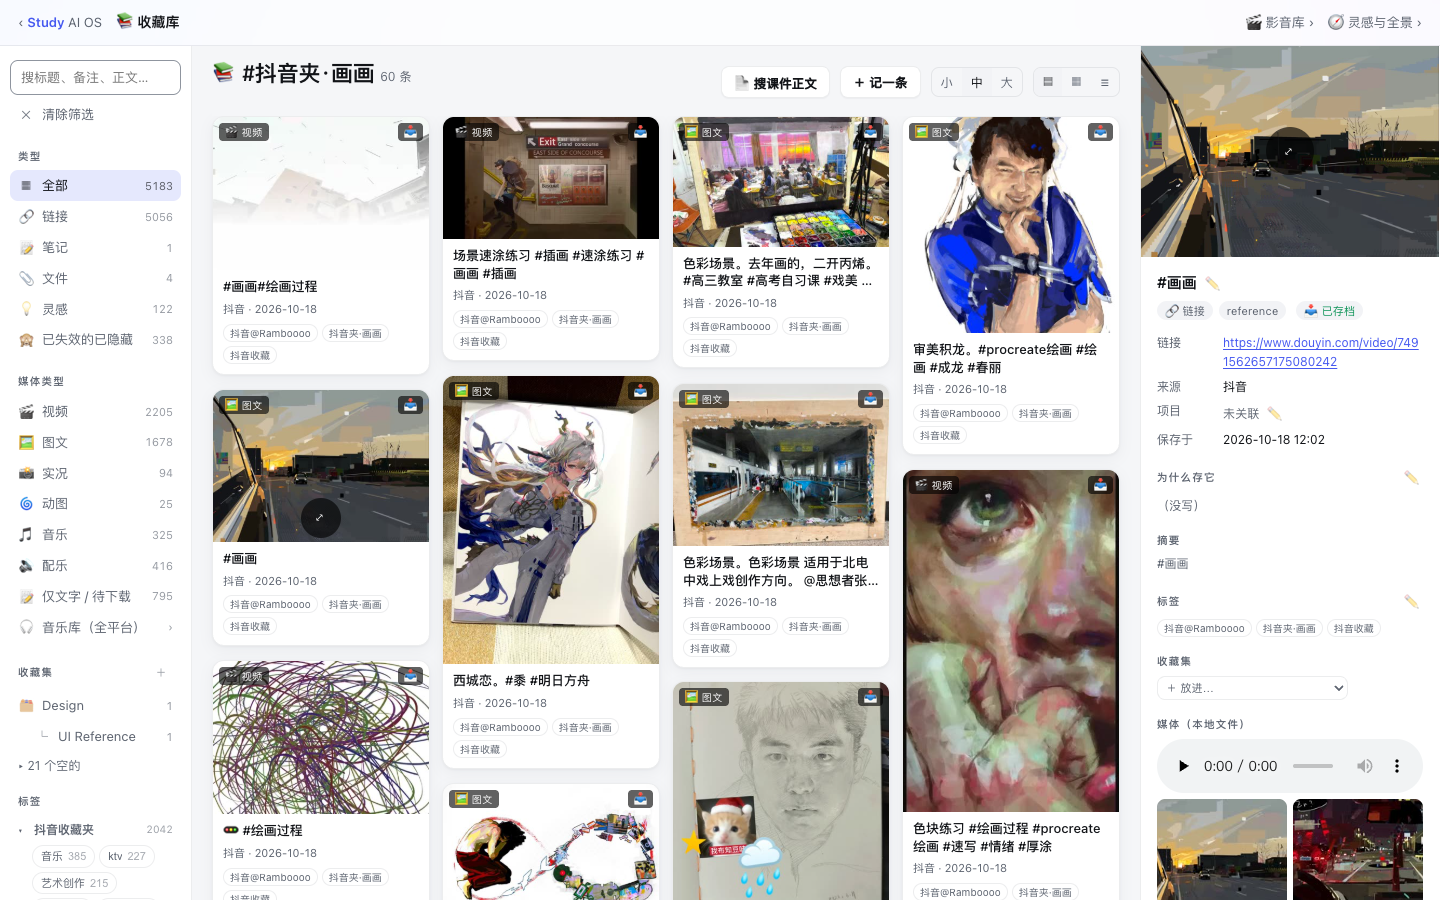 ‹ Study AI OS 📚 收藏库
🎬 影音库 › 🧭 灵感与全景 ›
搜标题、备注、正文…
× 清除筛选
类型
全部 5183
链接 5056
笔记 1
文件 4
灵感 122
已失效的已隐藏 338
媒体类型
视频 2205
图文 1678
实况 94
动图 25
音乐 325
配乐 416
仅文字 / 待下载 795
音乐库（全平台） ›
收藏集 +
Design 1
UI Reference 1
▸ 21 个空的
标签
抖音收藏夹 2042
音乐 385
ktv 227
艺术创作 215
📚 #抖音夹·画画 60 条
搜课件正文
+ 记一条
小 中 大
视频
#画画#绘画过程
抖音 · 2026-10-18
抖音@Ramboooo
抖音夹·画画
抖音收藏
图文
#画画
抖音 · 2026-10-18
抖音@Ramboooo
抖音夹·画画
抖音收藏
视频
🚥 #绘画过程
抖音 · 2026-10-18
抖音@Ramboooo
抖音夹·画画
抖音收藏
视频
Exit
Grand concourse
EAST SIDE OF CONCOURSE
场景速涂练习 #插画 #速涂练习 #
画画 #插画
抖音 · 2026-10-18
抖音@Ramboooo
抖音夹·画画
抖音收藏
图文
西城恋。#黍 #明日方舟
抖音 · 2026-10-18
抖音@Ramboooo
抖音夹·画画
抖音收藏
图文
图文
色彩场景。去年画的，二开丙烯。
#高三教室 #高考自习课 #戏美 ...
抖音 · 2026-10-18
抖音@Ramboooo
抖音夹·画画
抖音收藏
图文
色彩场景。色彩场景 适用于北电
中戏上戏创作方向。 @思想者张...
抖音 · 2026-10-18
抖音@Ramboooo
抖音夹·画画
抖音收藏
图文
图文
审美积龙。#procreate绘画 #绘
画 #成龙 #春丽
抖音 · 2026-10-18
抖音@Ramboooo
抖音夹·画画
抖音收藏
视频
色块练习 #绘画过程 #procreate
绘画 #速写 #情绪 #厚涂
抖音 · 2026-10-18
抖音@Ramboooo
抖音夹·画画
#画画
链接
reference
已存档
链接 https://www.douyin.com/video/749
1562657175080242
来源 抖音
项目 未关联
保存于 2026-10-18 12:02
为什么存它
（没写）
摘要
#画画
标签
抖音@Ramboooo
抖音夹·画画
抖音收藏
收藏集
+ 放进…
媒体（本地文件）
0:00 / 0:00